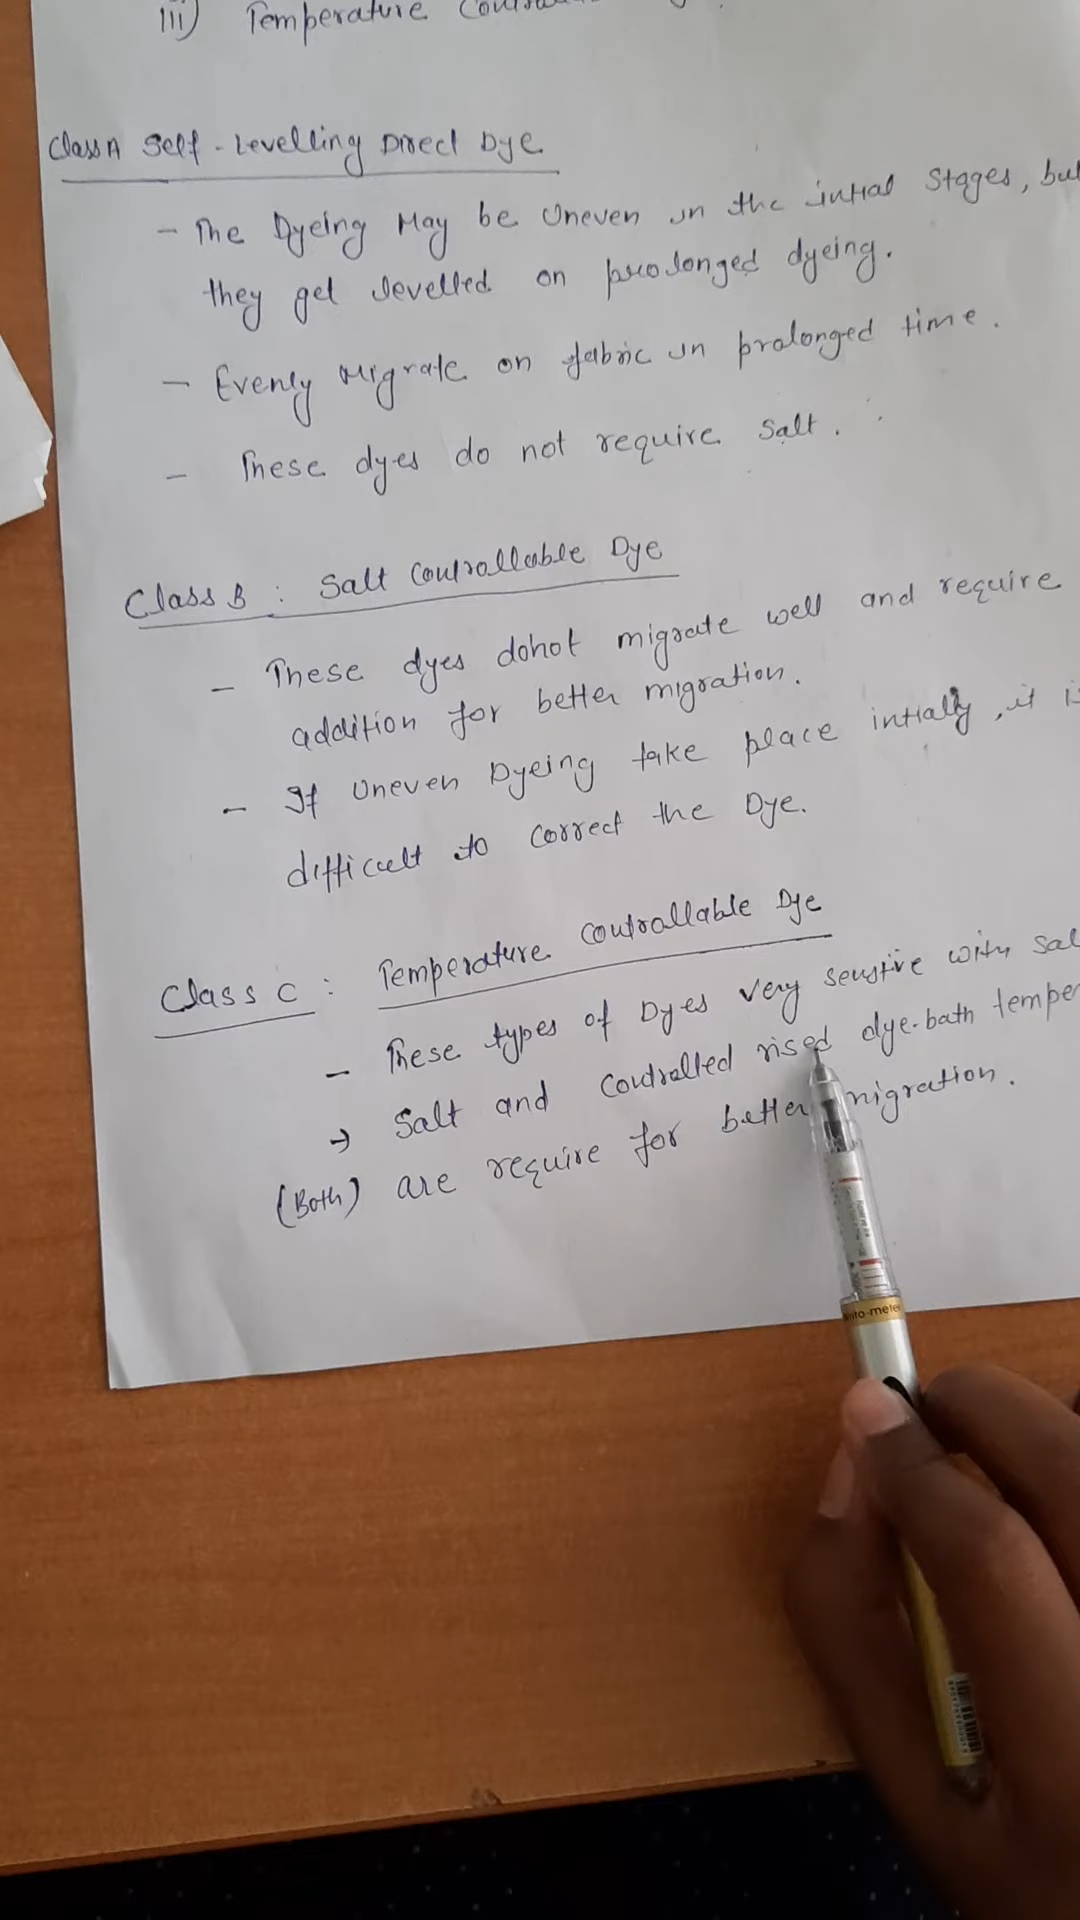 iii) Temperature
Class A Self-Levelling Direct Dye
- The Dyeing May be Uneven in the intial Stages, but
they get levelled on prolonged dyeing.
- Evenly Migrate on fabric in prolonged time.
- These dyes do not require salt.
Class B : Salt Controllable Dye
- These dyes donot migrate well and require
addition for better migration.
- If Uneven Dyeing take place intially, it is
difficult to correct the Dye.
Class C : Temperature Controllable Dye
- These types of Dyes very senstive with Sal
→ Salt and Controlled rised dye-bath tempe
(Both) are require for better migration.